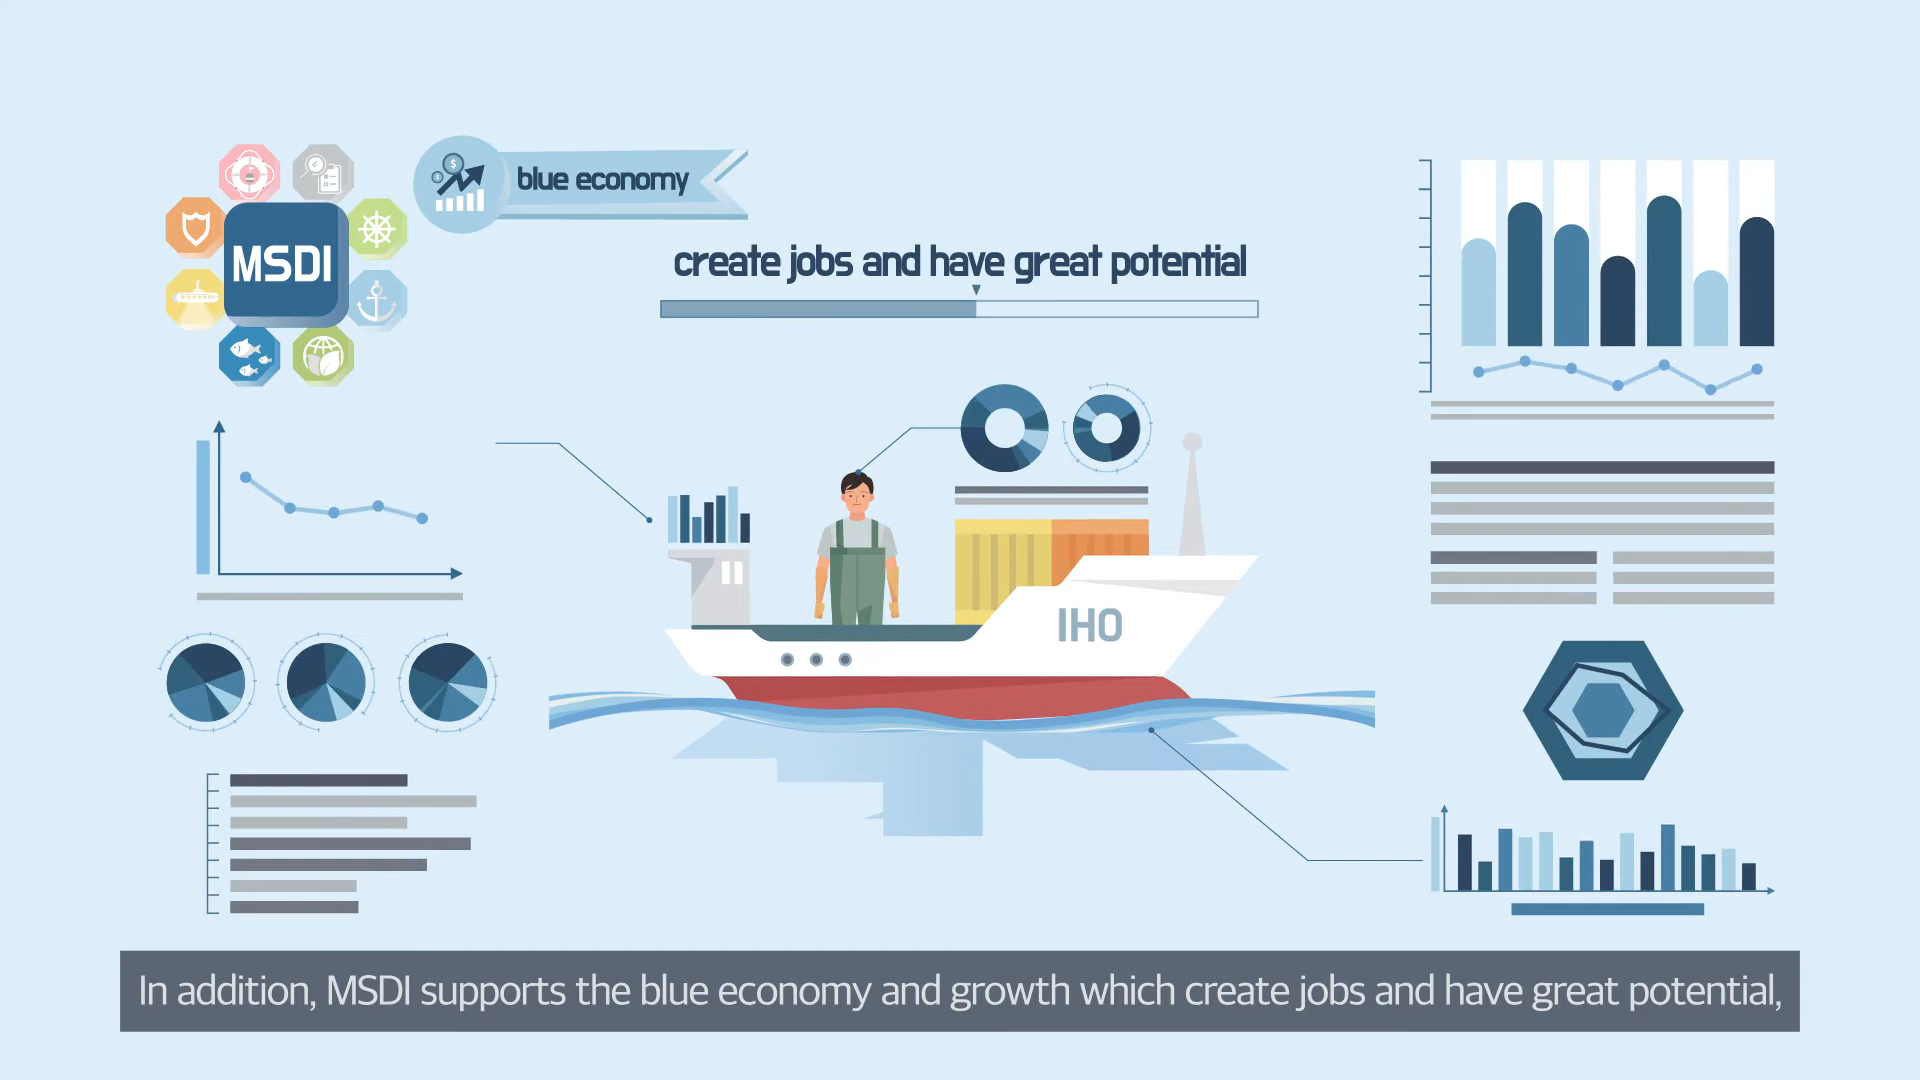 MSDI
blue economy
create jobs and have great potential
IHO
In addition, MSDI supports the blue economy and growth which create jobs and have great potential,